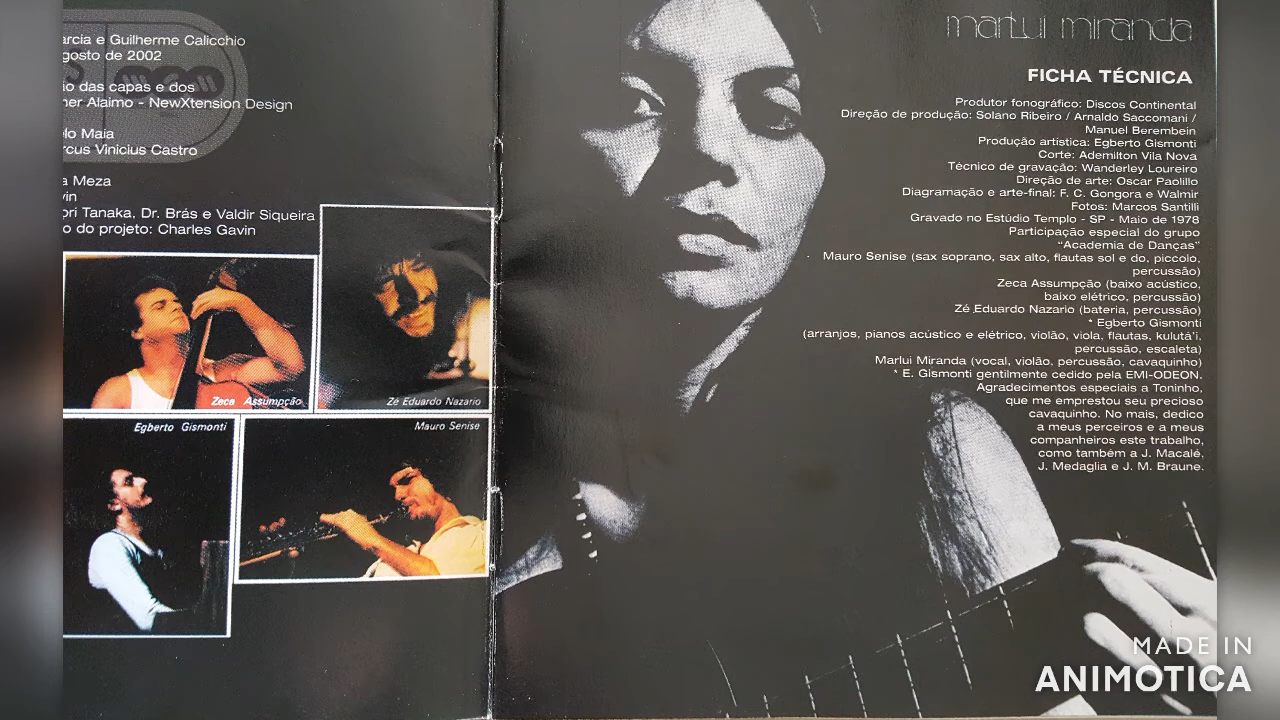 arcia e Guilherme Calicchio
gosto de 2002
ão das capas e dos
ner Alaimo - NewXtension Design
elo Maia
rcus Vinicius Castro
a Meza
vin
ori Tanaka, Dr. Brás e Valdir Siqueira
o do projeto: Charles Gavin
Zeca Assumpção
Zé Eduardo Nazario
Egberto Gismonti
Mauro Senise
marlui miranda
FICHA TÉCNICA
Produtor fonográfico: Discos Continental
Direção de produção: Solano Ribeiro / Arnaldo Saccomani /
Manuel Berembein
Produção artística: Egberto Gismonti
Corte: Ademilton Vila Nova
Técnico de gravação: Wanderley Loureiro
Direção de arte: Oscar Paolillo
Diagramação e arte-final: F. C. Gongora e Walmir
Fotos: Marcos Santilli
Gravado no Estúdio Templo - SP - Maio de 1978
Participação especial do grupo
"Academia de Danças"
Mauro Senise (sax soprano, sax alto, flautas sol e do, piccolo,
percussão)
Zeca Assumpção (baixo acústico,
baixo elétrico, percussão)
Zé Eduardo Nazario (bateria, percussão)
* Egberto Gismonti
(arranjos, pianos acústico e elétrico, violão, viola, flautas, kuluta'i,
percussão, escaleta)
Marlui Miranda (vocal, violão, percussão, cavaquinho)
* E. Gismonti gentilmente cedido pela EMI-ODEON.
Agradecimentos especiais a Toninho,
que me emprestou seu precioso
cavaquinho. No mais, dedico
a meus perceiros e a meus
companheiros este trabalho,
como também a J. Macalé,
J. Medaglia e J. M. Braune.
MADE IN
ANIMOTICA